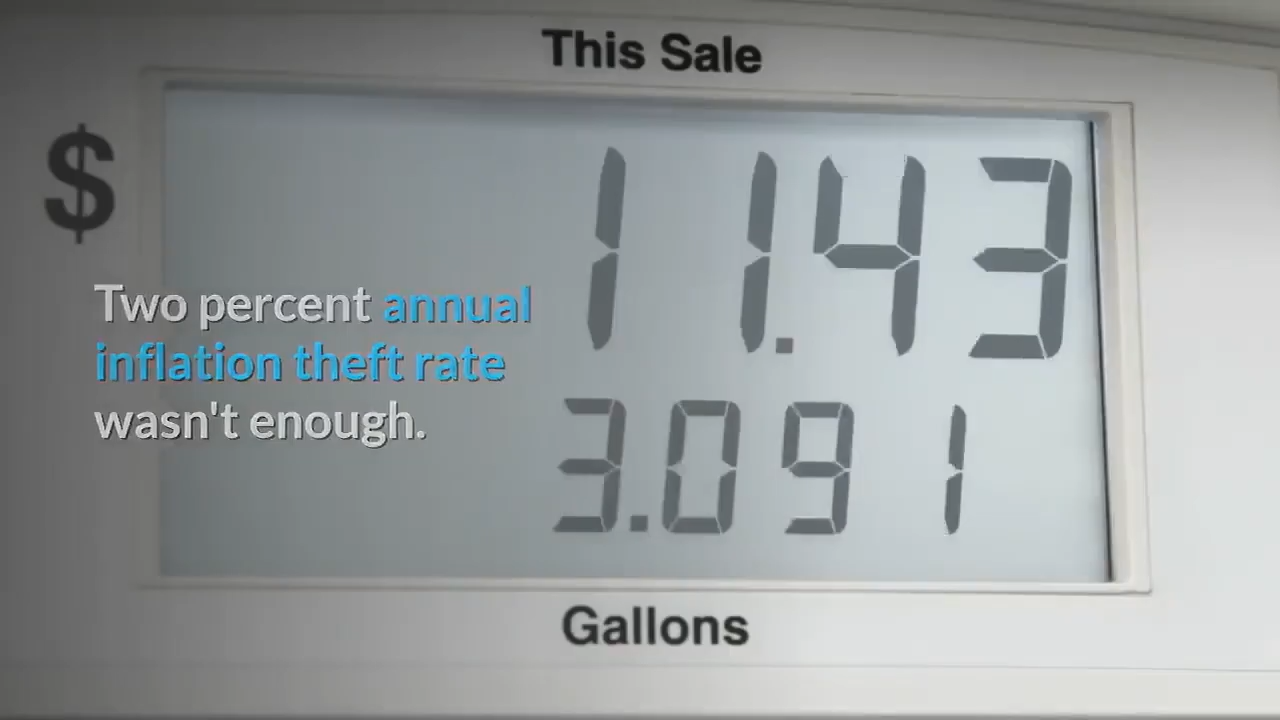 This Sale
$
11.43
Two percent annual
inflation theft rate
wasn't enough.
3.091
Gallons